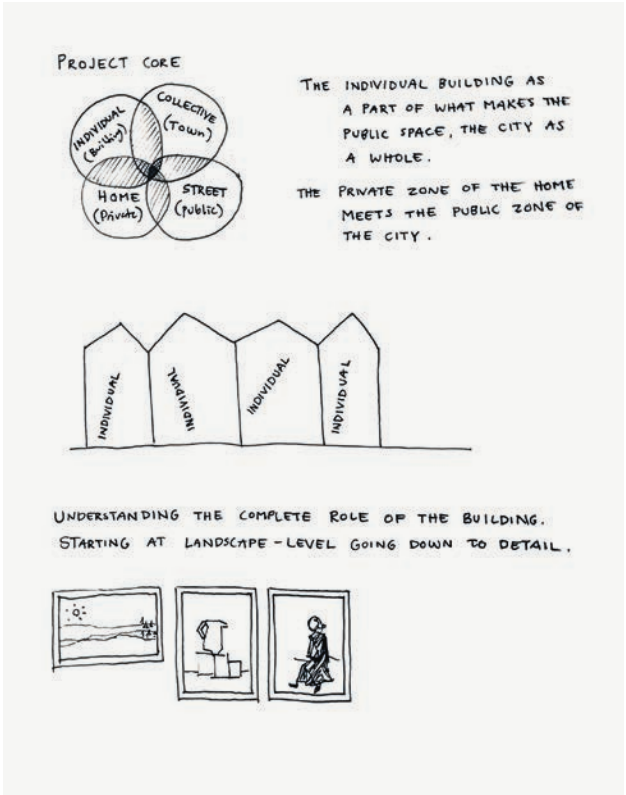 PROJECT CORE
INDIVIDUAL
(Building)
COLLECTIVE
(Town)
HOME
(Private)
STREET
(public)
THE INDIVIDUAL BUILDING AS
A PART OF WHAT MAKES THE
PUBLIC SPACE, THE CITY AS
A WHOLE.
THE PRIVATE ZONE OF THE HOME
MEETS THE PUBLIC ZONE OF
THE CITY.
INDIVIDUAL
INDIVIDUAL
INDIVIDUAL
INDIVIDUAL
UNDERSTANDING THE COMPLETE ROLE OF THE BUILDING.
STARTING AT LANDSCAPE-LEVEL GOING DOWN TO DETAIL.